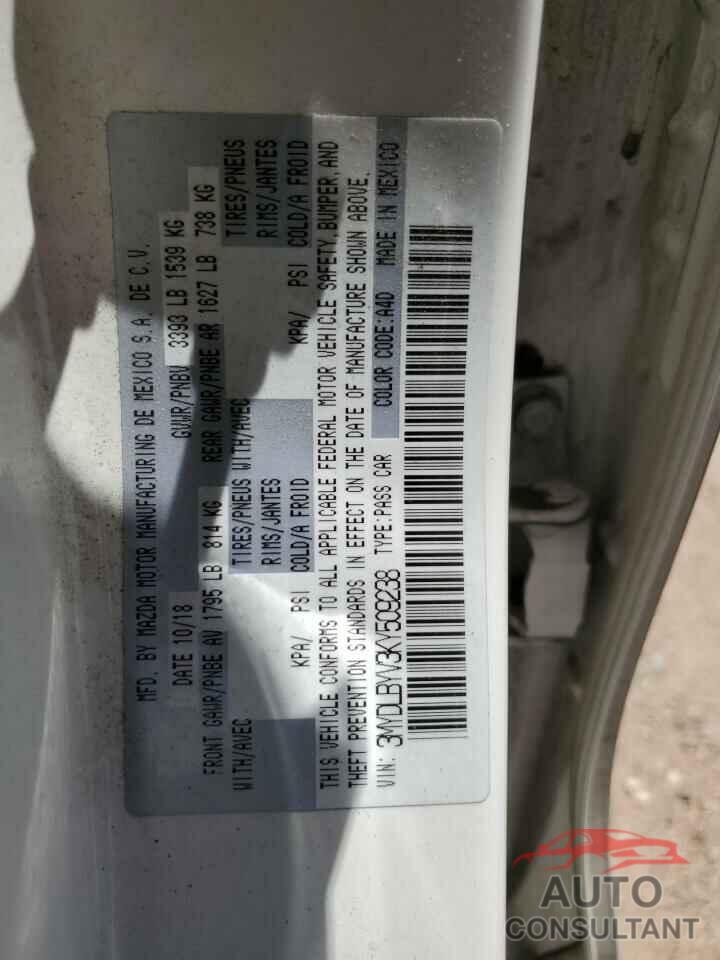 MFD. BY MAZDA MOTOR MANUFACTURING DE MEXICO S.A. DE C.V.
DATE 10/18 GVWR/PNBV 3393 LB 1539 KG
FRONT GAWR/PNBE AV 1795 LB 814 KG REAR GAWR/PNBE AR 1627 LB 738 KG
WITH/AVEC TIRES/PNEUS WITH/AVEC TIRES/PNEUS
RIMS/JANTES RIMS/JANTES
KPA/ PSI COLD/A FROID KPA/ PSI COLD/A FROID
THIS VEHICLE CONFORMS TO ALL APPLICABLE FEDERAL MOTOR VEHICLE SAFETY, BUMPER, AND
THEFT PREVENTION STANDARDS IN EFFECT ON THE DATE OF MANUFACTURE SHOWN ABOVE.
VIN: 3MYDLBYV3KY509238 TYPE:PASS CAR COLOR CODE:A4D MADE IN MEXICO
AUTO
CONSULTANT